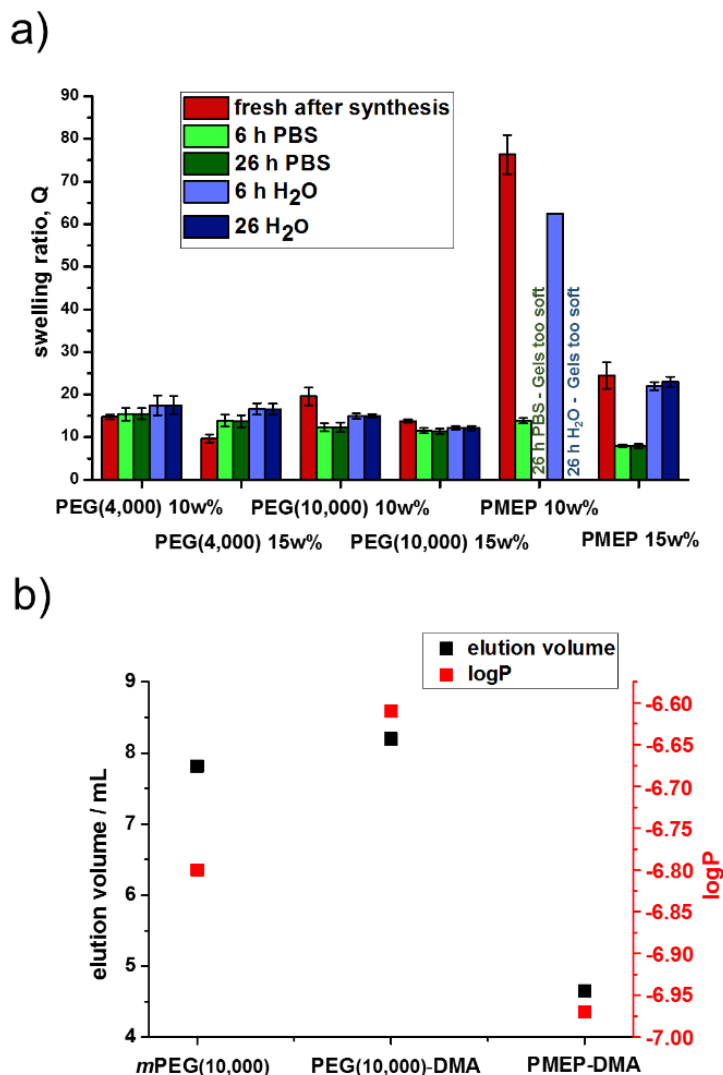 a)
90
80
70
60
50
40
30
20
10
0
swelling ratio, Q
fresh after synthesis
6 h PBS
26 h PBS
6 h H₂O
26 H₂O
26 h PBS - Gels too soft
26 h H₂O - Gels too soft
PEG(4,000) 10w% PEG(10,000) 10w% PMEP 10w%
PEG(4,000) 15w% PEG(10,000) 15w% PMEP 15w%
b)
elution volume
logP
9
8
7
6
5
4
elution volume / mL
-6.60
-6.65
-6.70
-6.75
-6.80
-6.85
-6.90
-6.95
-7.00
logP
mPEG(10,000) PEG(10,000)-DMA PMEP-DMA